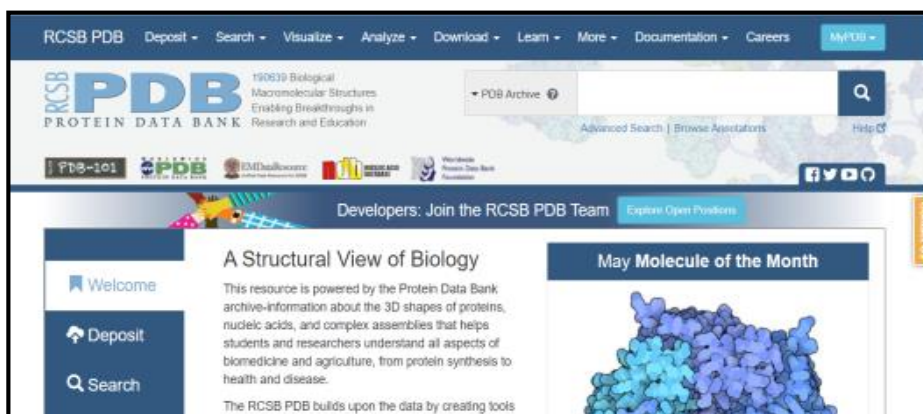 RCSB PDB Deposit Search Visualize Analyze Download Learn More Documentation Careers MyPDB
RCSB
PDB
PROTEIN DATA BANK
190639 Biological
Macromolecular Structures
Enabling Breakthroughs in
Research and Education
PDB Archive
Advanced Search | Browse Annotations
Help
PDB-101
PDB
EMDataResource
Worldwide
Protein Data Bank
Foundation
Developers: Join the RCSB PDB Team Explore Open Positions
Welcome
Deposit
Search
A Structural View of Biology
This resource is powered by the Protein Data Bank
archive-information about the 3D shapes of proteins,
nucleic acids, and complex assemblies that helps
students and researchers understand all aspects of
biomedicine and agriculture, from protein synthesis to
health and disease.
The RCSB PDB builds upon the data by creating tools
May Molecule of the Month